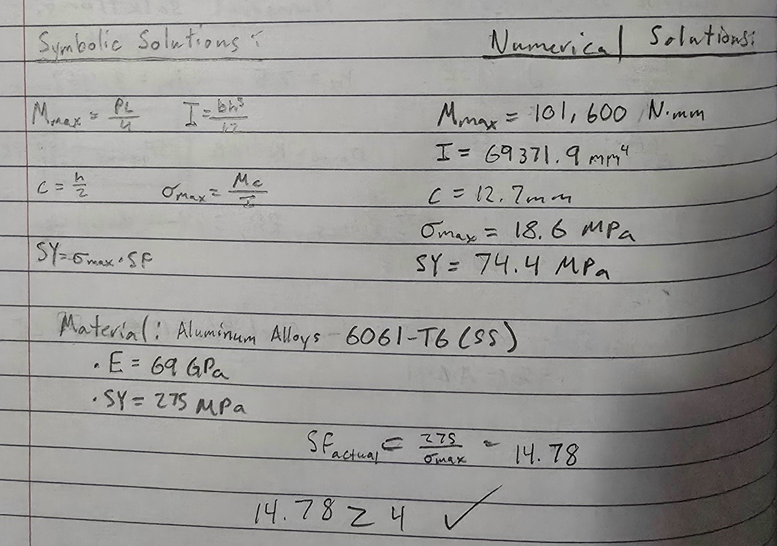 Symbolic Solutions:
Numerical Solutions:
Mmax = PL/4   I = bh³/12
Mmax = 101,600 N·mm
I = 69371.9 mm⁴
c = h/2   σmax = Mc/I
c = 12.7mm
σmax = 18.6 MPa
SY = σmax · SF
SY = 74.4 MPa
Material: Aluminum Alloys - 6061-T6 (SS)
· E = 69 GPa
· SY = 275 MPa
SFactual = 275/σmax = 14.78
14.78 ≥ 4 ✓